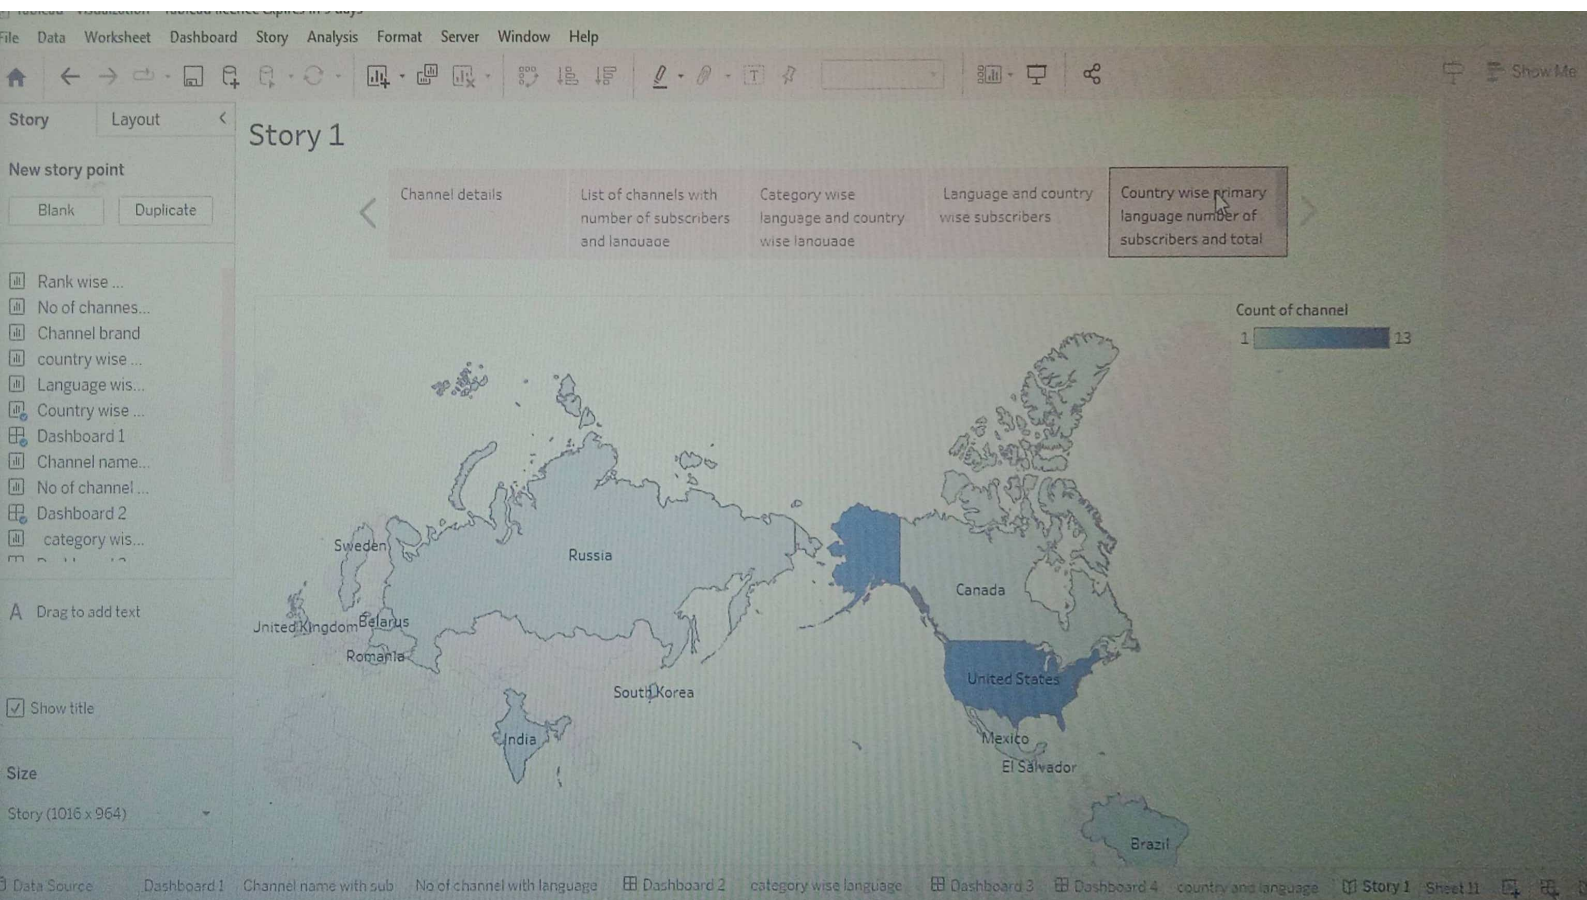 File Data Worksheet Dashboard Story Analysis Format Server Window Help
Show Me
Story Layout
New story point
Blank Duplicate
Rank wise ...
No of channes...
Channel brand
country wise ...
Language wis...
Country wise ...
Dashboard 1
Channel name...
No of channel ...
Dashboard 2
category wis...
A Drag to add text
Show title
Size
Story (1016 x 964)
Story 1
Channel details
List of channels with
number of subscribers
and language
Category wise
language and country
wise language
Language and country
wise subscribers
Country wise primary
language number of
subscribers and total
Count of channel
1 13
Sweden
Russia
Canada
United Kingdom
Belarus
Romania
South Korea
United States
India
Mexico
El Salvador
Brazil
Data Source Dashboard 1 Channel name with sub No of channel with language Dashboard 2 category wise language Dashboard 3 Dashboard 4 country and language Story 1 Sheet 11